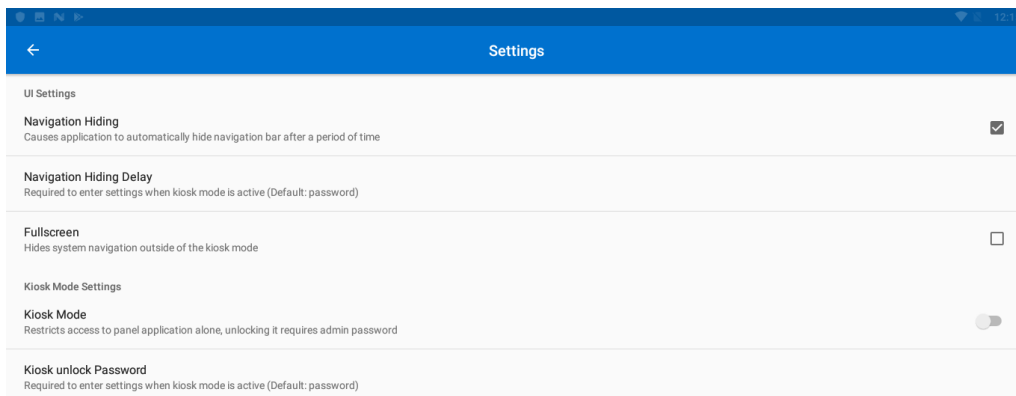 Settings
UI Settings
Navigation Hiding
Causes application to automatically hide navigation bar after a period of time
Navigation Hiding Delay
Required to enter settings when kiosk mode is active (Default: password)
Fullscreen
Hides system navigation outside of the kiosk mode
Kiosk Mode Settings
Kiosk Mode
Restricts access to panel application alone, unlocking it requires admin password
Kiosk unlock Password
Required to enter settings when kiosk mode is active (Default: password)